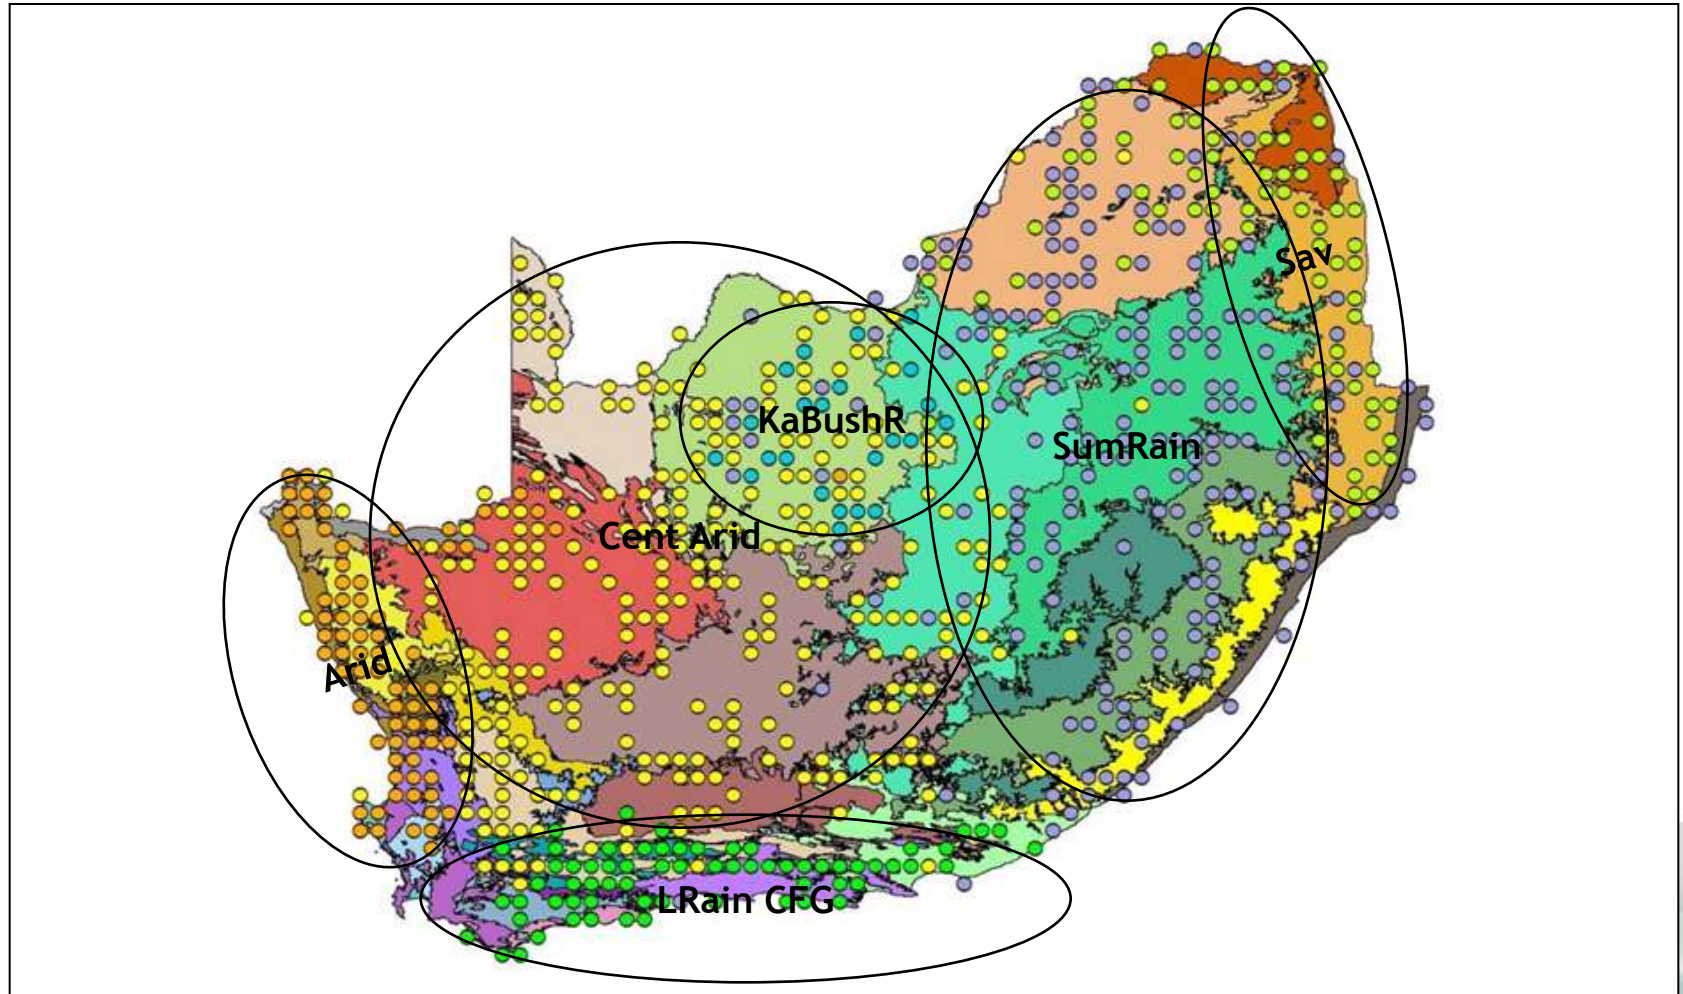 Sav
KaBushR
SumRain
Cent Arid
Arid
LRain CFG